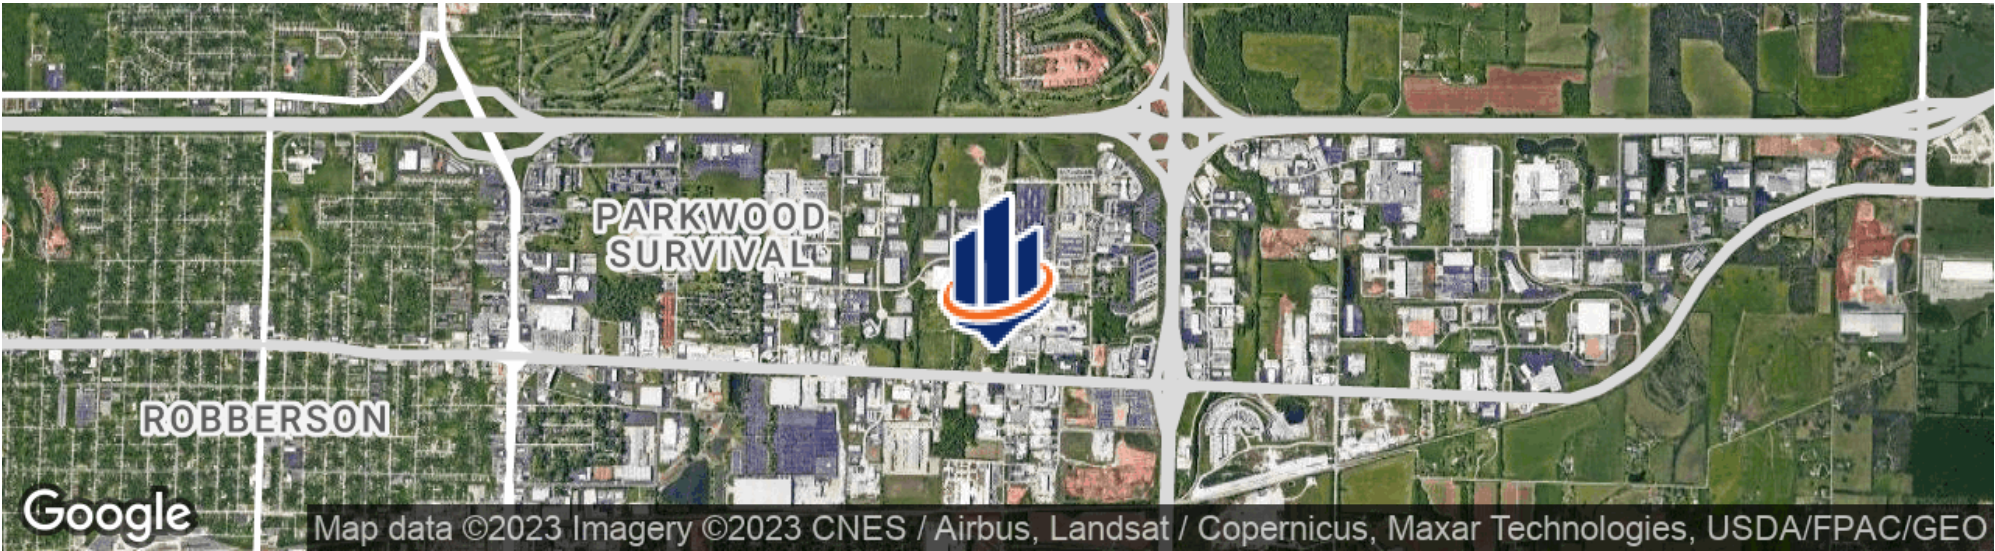 PARKWOOD
SURVIVAL
ROBBERSON
Google
Map data ©2023 Imagery ©2023 CNES / Airbus, Landsat / Copernicus, Maxar Technologies, USDA/FPAC/GEO